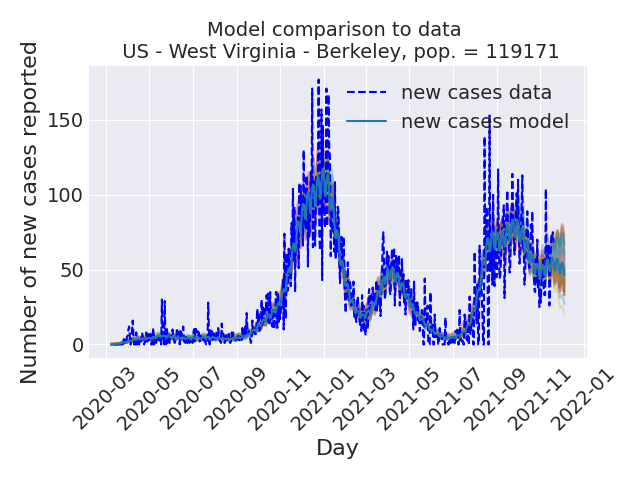 Model comparison to data
US - West Virginia - Berkeley, pop. = 119171
Number of new cases reported
150
100
50
0
new cases data
new cases model
2020-03
2020-05
2020-07
2020-09
2020-11
2021-01
2021-03
2021-05
2021-07
2021-09
2021-11
2022-01
Day